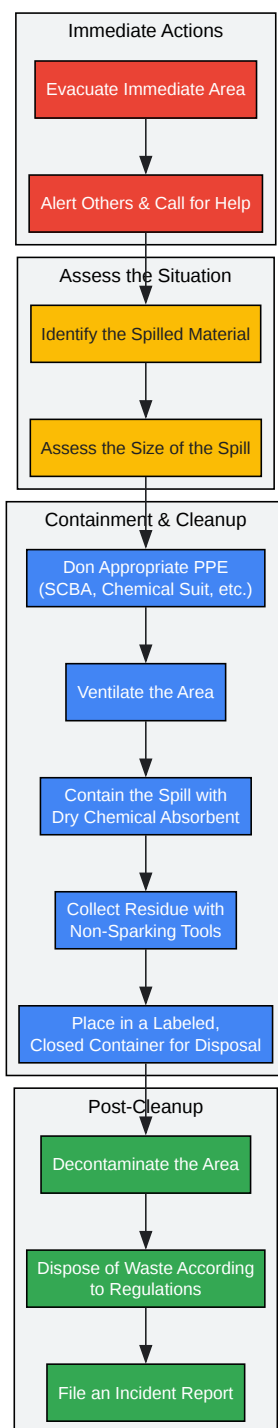 Immediate Actions
Evacuate Immediate Area
Alert Others & Call for Help
Assess the Situation
Identify the Spilled Material
Assess the Size of the Spill
Containment & Cleanup
Don Appropriate PPE
(SCBA, Chemical Suit, etc.)
Ventilate the Area
Contain the Spill with
Dry Chemical Absorbent
Collect Residue with
Non-Sparking Tools
Place in a Labeled,
Closed Container for Disposal
Post-Cleanup
Decontaminate the Area
Dispose of Waste According
to Regulations
File an Incident Report